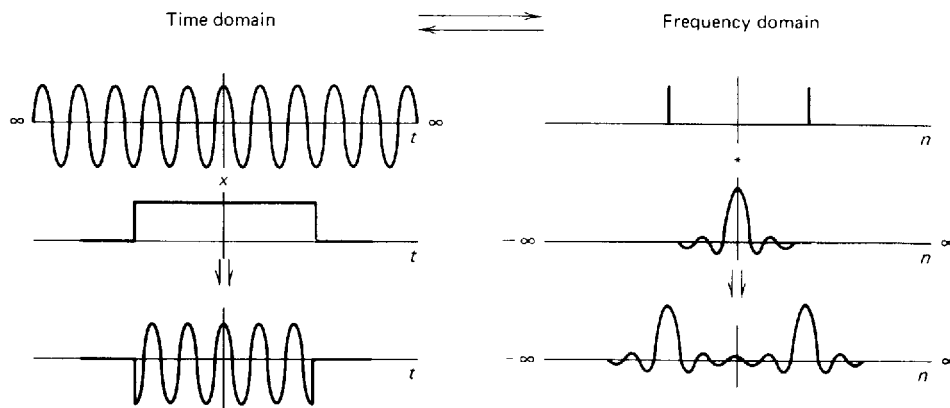 Time domain
Frequency domain
∞
∞
t
n
x
*
t
− ∞
∞
n
t
− ∞
∞
n